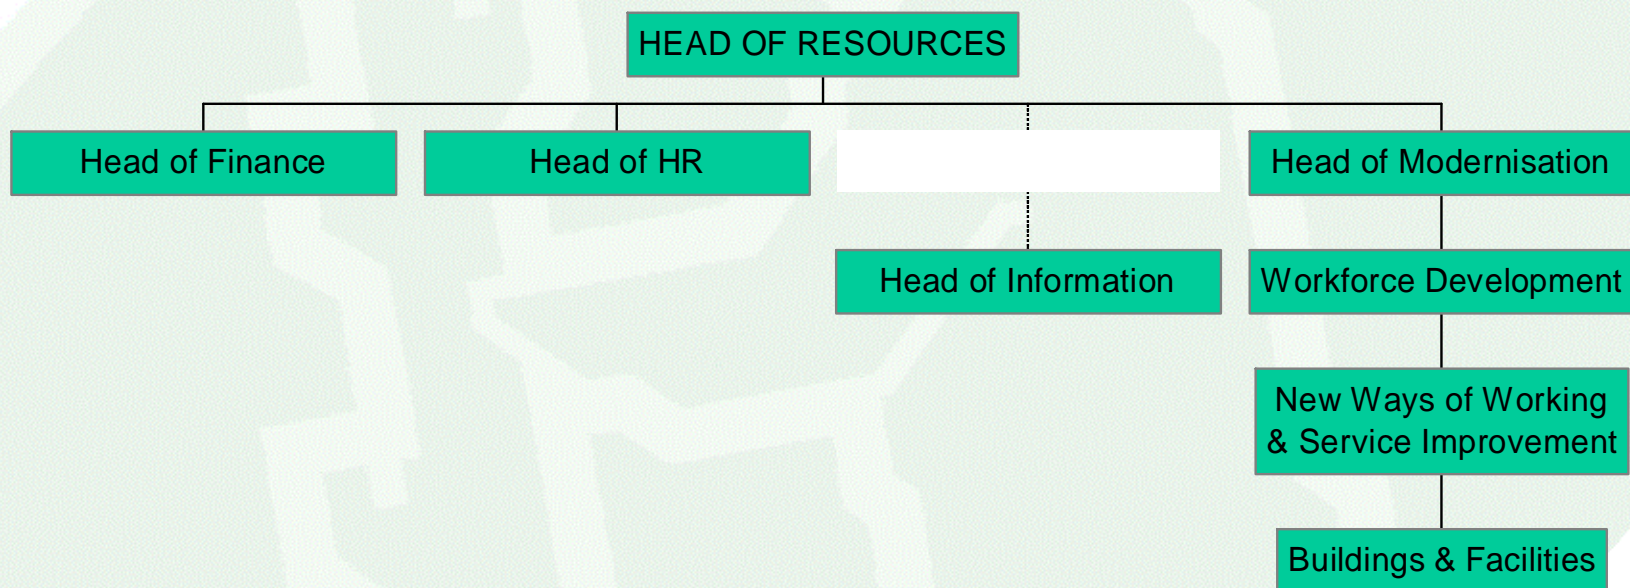 HEAD OF RESOURCES
Head of Finance
Head of HR
Head of Modernisation
Head of Information
Workforce Development
New Ways of Working
& Service Improvement
Buildings & Facilities